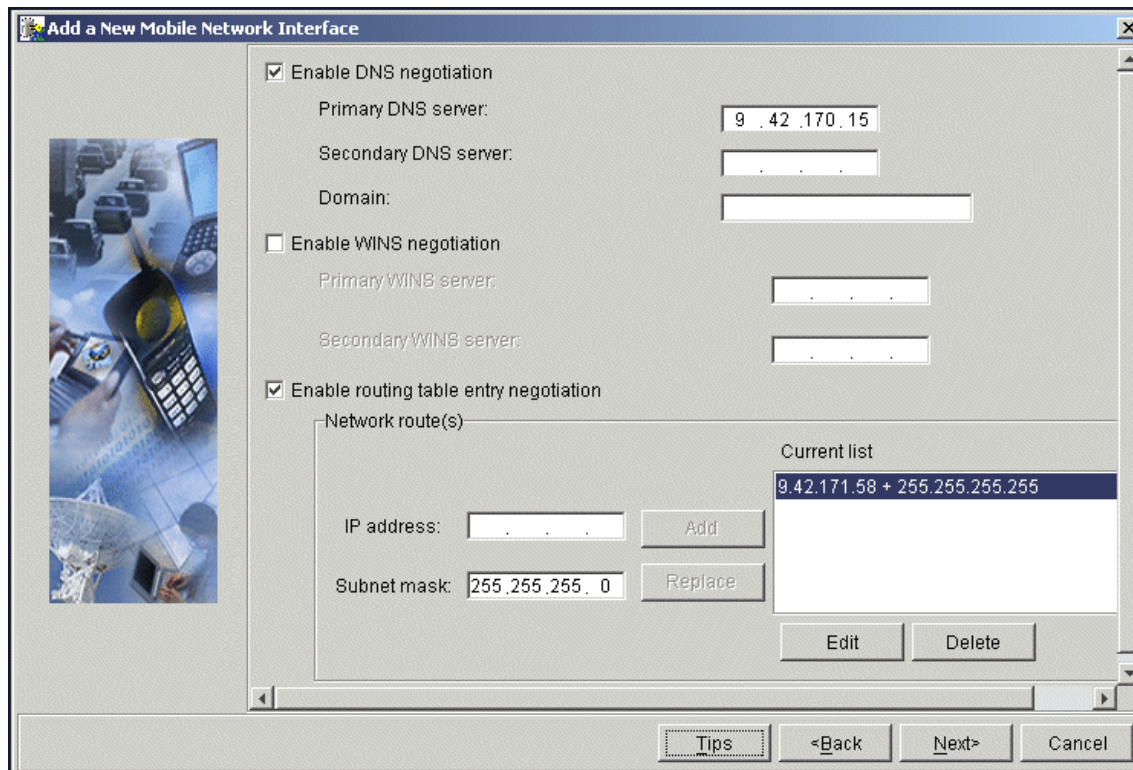 Add a New Mobile Network Interface
Enable DNS negotiation
Primary DNS server:
9 .42 .170.15
Secondary DNS server:
. . .
Domain:
Enable WINS negotiation
Primary WINS server:
. . .
Secondary WINS server:
. . .
Enable routing table entry negotiation
Network route(s)
Current list
9.42.171.58 + 255.255.255.255
IP address:
. . .
Add
Subnet mask:
255.255.255. 0
Replace
Edit
Delete
Tips
<Back
Next>
Cancel